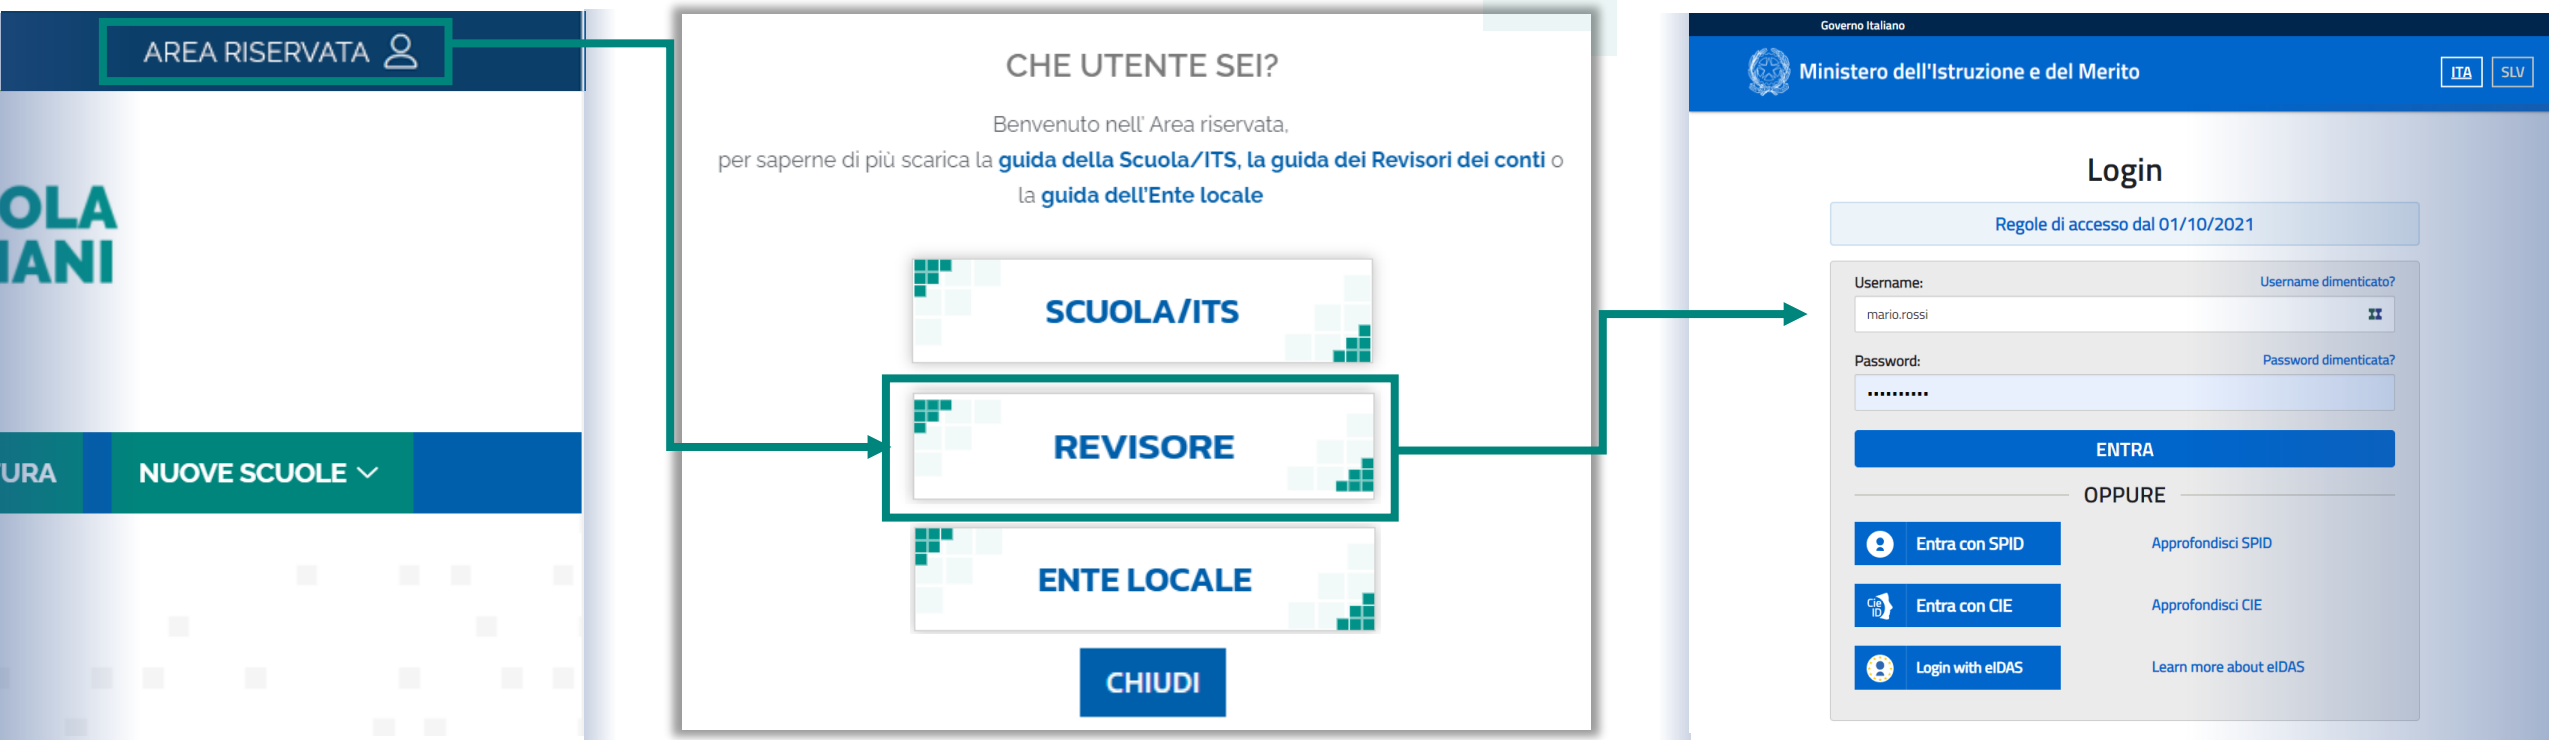 AREA RISERVATA
OLA
IANI
URA
NUOVE SCUOLE
CHE UTENTE SEI?
Benvenuto nell' Area riservata,
per saperne di più scarica la guida della Scuola/ITS, la guida dei Revisori dei conti o
la guida dell'Ente locale
SCUOLA/ITS
REVISORE
ENTE LOCALE
CHIUDI
Governo Italiano
Ministero dell'Istruzione e del Merito
ITA SLV
Login
Regole di accesso dal 01/10/2021
Username: Username dimenticato?
mario.rossi
Password: Password dimenticata?
••••••••••
ENTRA
OPPURE
Entra con SPID Approfondisci SPID
Cie ID Entra con CIE Approfondisci CIE
Login with eIDAS Learn more about eIDAS